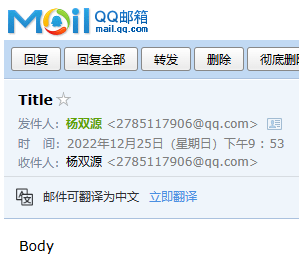 Mail QQ邮箱
mail.qq.com
回复 回复全部 转发 删除 彻底删
Title
发件人：杨双源 <2785117906@qq.com>
时　间：2022年12月25日（星期日）下午9：53
收件人：杨双源 <2785117906@qq.com>
邮件可翻译为中文 立即翻译
Body